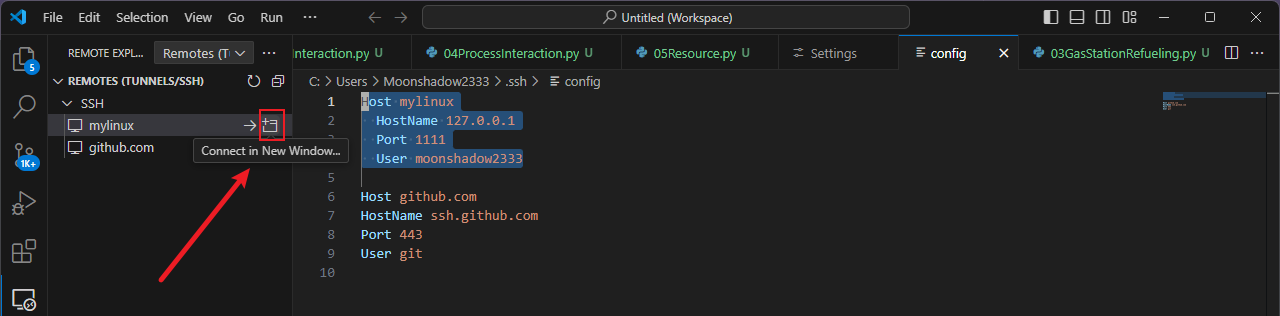 File Edit Selection View Go Run ··· Untitled (Workspace)
REMOTE EXPL... Remotes (Tu ···
REMOTES (TUNNELS/SSH)
SSH
mylinux
github.com
Connect in New Window...
5
1K+
Interaction.py U 04ProcessInteraction.py U 05Resource.py U Settings config 03GasStationRefueling.py U ···
C: > Users > Moonshadow2333 > .ssh > config
1 Host mylinux
2 HostName 127.0.0.1
3 Port 1111
4 User moonshadow2333
5
6 Host github.com
7 HostName ssh.github.com
8 Port 443
9 User git
10